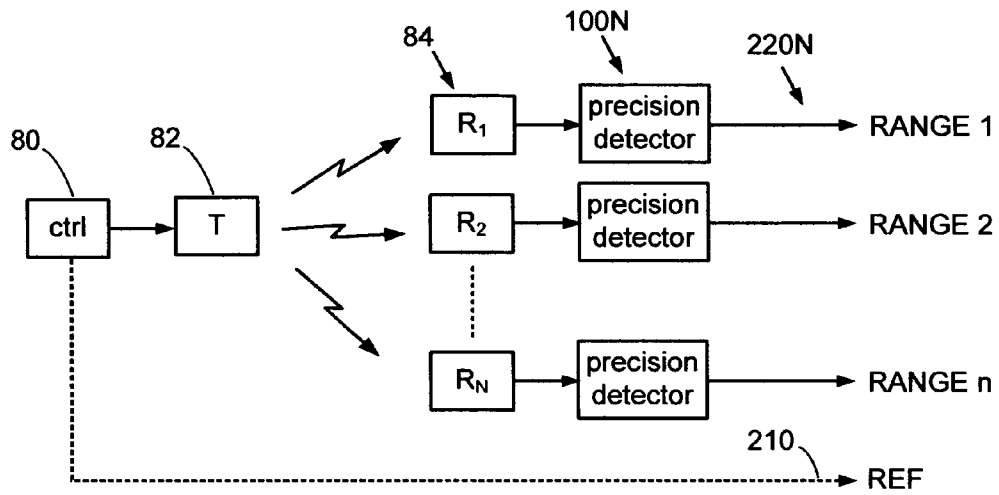 84
100N
220N
R1
precision
detector
RANGE 1
80
82
ctrl
T
R2
precision
detector
RANGE 2
RN
precision
detector
RANGE n
210
REF